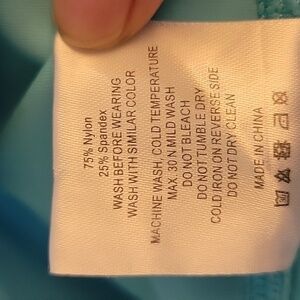 75% Nylon
25% Spandex
WASH BEFORE WEARING
WASH WITH SIMILAR COLOR
MACHINE WASH, COLD TEMPERATURE
MAX. 30 N MILD WASH
DO NOT BLEACH
DO NOT TUMBLE DRY
COLD IRON ON REVERSE SIDE
DO NOT DRY CLEAN
MADE IN CHINA